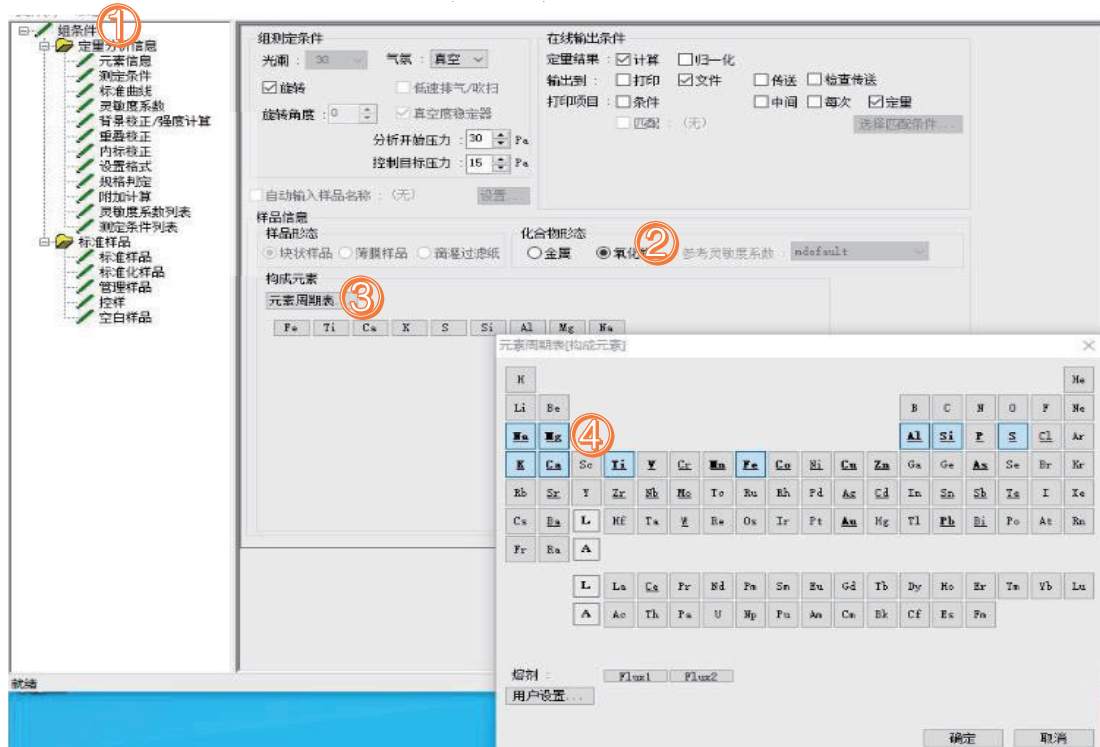 组条件 ①
定量分析信息
元素信息
测定条件
标准曲线
灵敏度系数
背景校正/强度计算
重叠校正
内标校正
设置格式
规格判定
附加计算
灵敏度系数列表
测定条件列表
标准样品
标准样品
标准化样品
管理样品
控样
空白样品
组测定条件
光阑 : 30 气氛 : 真空
旋转 低速排气/吹扫
旋转角度 : 0 真空度稳定器
分析开始压力 : 30 Pa
控制目标压力 : 15 Pa
自动输入样品名称 : (无) 设置...
在线输出条件
定量结果 : 计算 归一化
输出到 : 打印 文件 传送 检查传送
打印项目 : 条件 中间 每次 定量
匹配 : (无) 选择匹配条件...
样品信息
样品形态
块状样品 薄膜样品 滴灌过滤纸
化合物形态 ②
金属 氧化 参考灵敏度系数 : mdefault
构成元素
元素周期表 ③
Fe Ti Ca K S Si Al Mg Na
元素周期表[构成元素]
H He
Li Be B C N O F Ne
Na Mg ④ Al Si P S Cl Ar
K Ca Sc Ti V Cr Mn Fe Co Ni Cu Zn Ga Ge As Se Br Kr
Rb Sr Y Zr Nb Mo Tc Ru Rh Pd Ag Cd In Sn Sb Te I Xe
Cs Ba L Hf Ta W Re Os Ir Pt Au Hg Tl Pb Bi Po At Rn
Fr Ra A
L La Ce Pr Nd Pm Sm Eu Gd Tb Dy Ho Er Tm Yb Lu
A Ac Th Pa U Np Pu Am Cm Bk Cf Es Fm
熔剂 : Flux1 Flux2
用户设置...
确定 取消
就绪